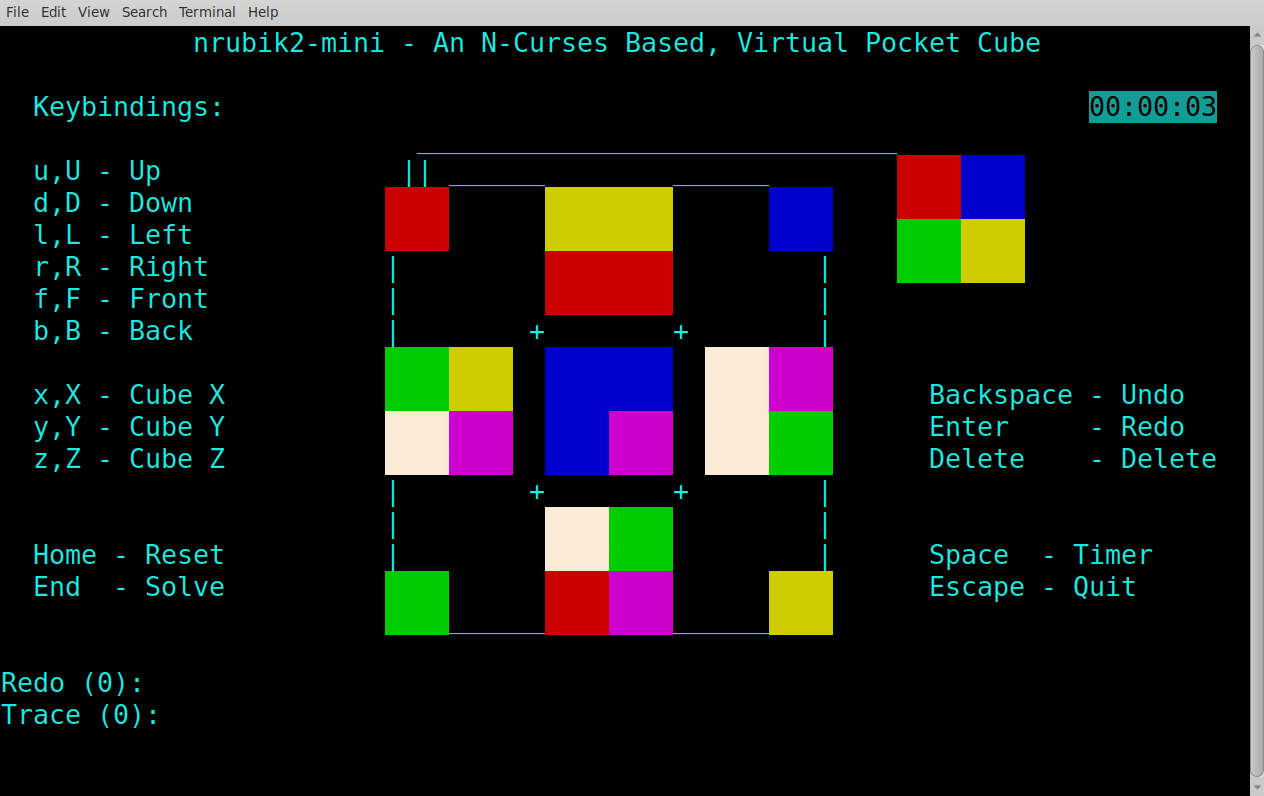 File Edit View Search Terminal Help
nrubik2-mini - An N-Curses Based, Virtual Pocket Cube
Keybindings:
00:00:03
u,U - Up
d,D - Down
l,L - Left
r,R - Right
f,F - Front
b,B - Back
x,X - Cube X
y,Y - Cube Y
z,Z - Cube Z
Backspace - Undo
Enter - Redo
Delete - Delete
Home - Reset
End - Solve
Space - Timer
Escape - Quit
Redo (0):
Trace (0):